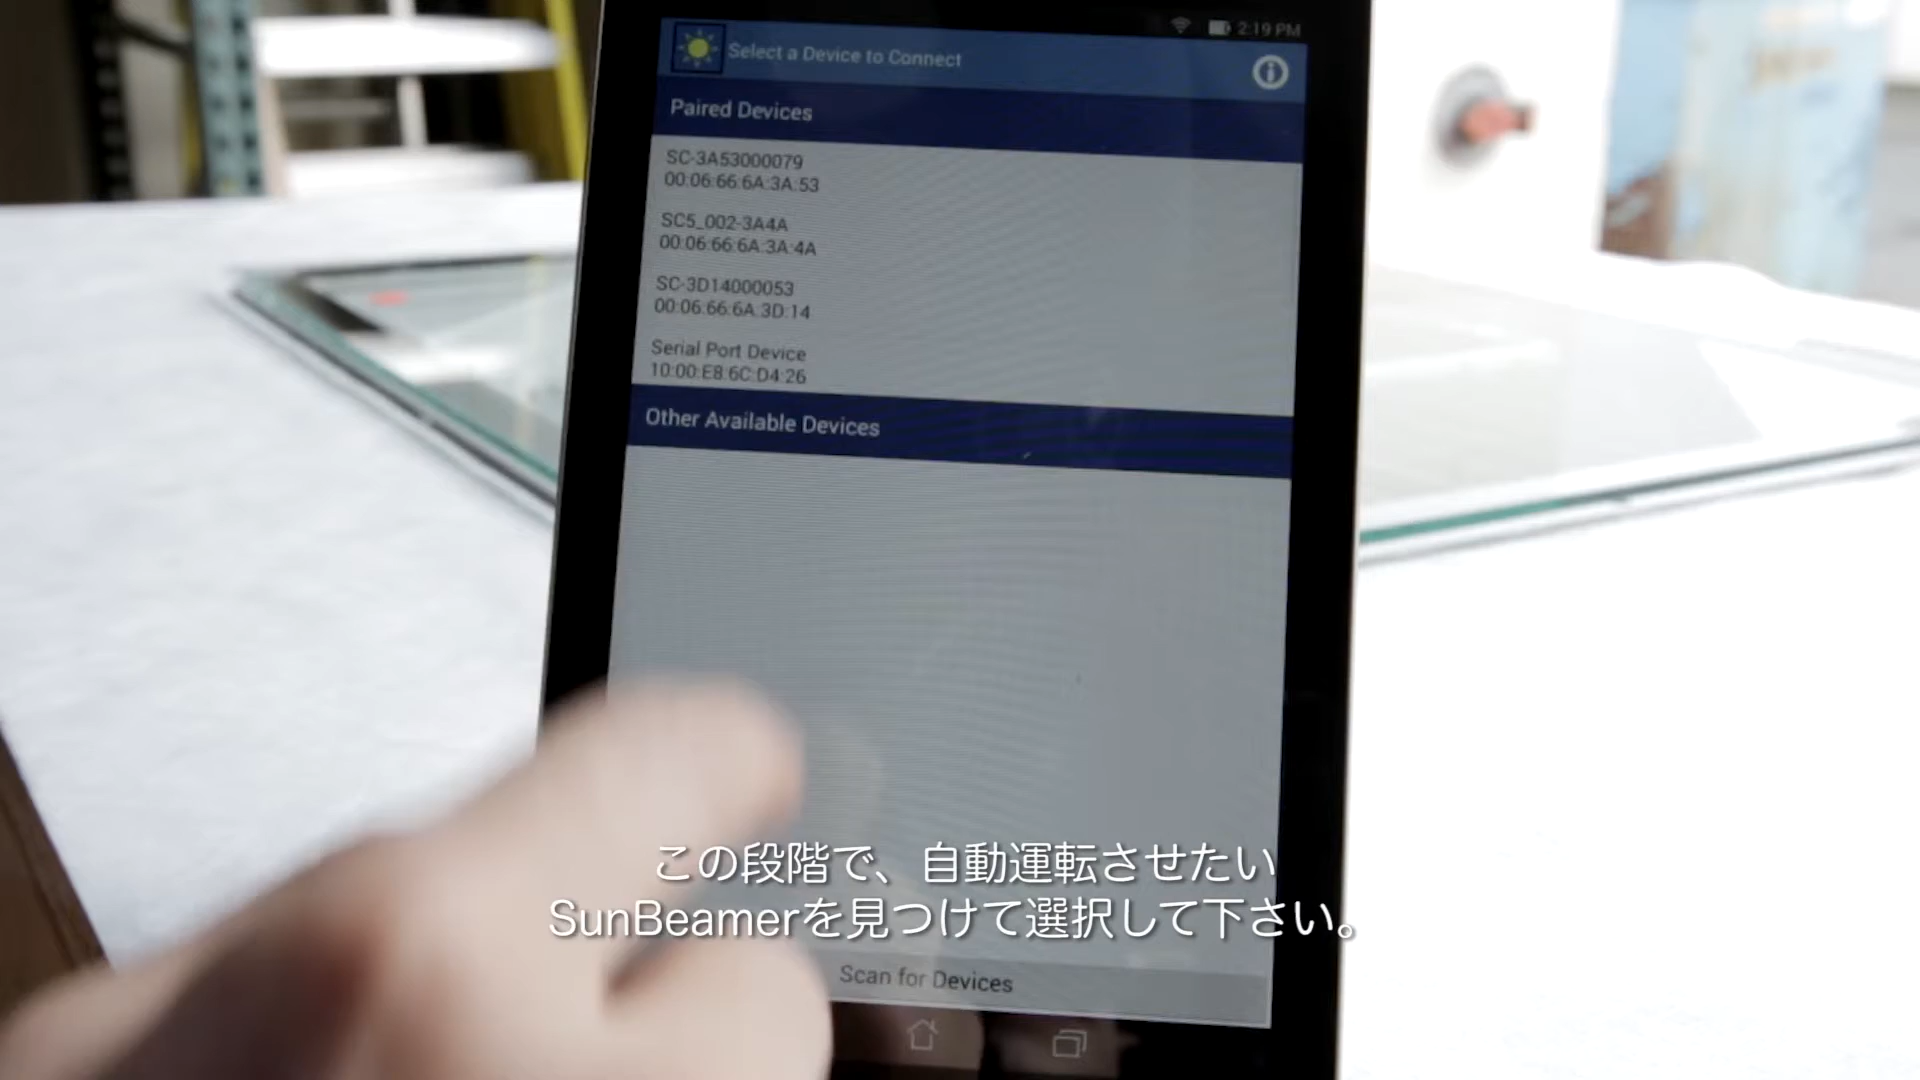 2:19 PM
Select a Device to Connect
Paired Devices
SC-3A53000079
00:06:66:6A:3A:53
SC5_002-3A4A
00:06:66:6A:3A:4A
SC-3D14000053
00:06:66:6A:3D:14
Serial Port Device
10:00:E8:6C:D4:26
Other Available Devices
この段階で、自動運転させたい
SunBeamerを見つけて選択して下さい。
Scan for Devices